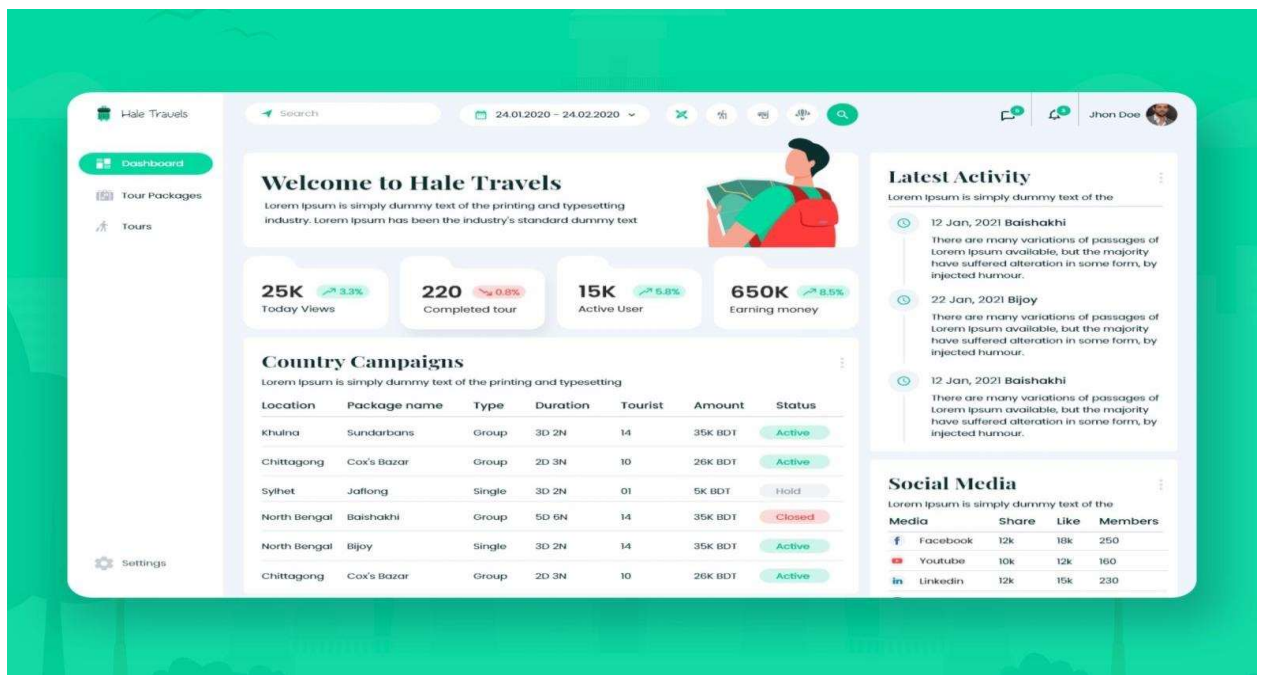 Hale Travels
Search
24.01.2020 - 24.02.2020
Jhon Doe
Dashboard
Tour Packages
Tours
Settings
Welcome to Hale Travels
Lorem Ipsum is simply dummy text of the printing and typesetting
industry. Lorem Ipsum has been the industry's standard dummy text
25K 3.3%
Today Views
220 0.8%
Completed tour
15K 5.8%
Active User
650K 8.5%
Earning money
Country Campaigns
Lorem Ipsum is simply dummy text of the printing and typesetting
Location Package name Type Duration Tourist Amount Status
Khulna Sundarbans Group 3D 2N 14 35K BDT Active
Chittagong Cox's Bazar Group 2D 3N 10 26K BDT Active
Sylhet Jaflong Single 3D 2N 01 5K BDT Hold
North Bengal Baishakhi Group 5D 6N 14 35K BDT Closed
North Bengal Bijoy Single 3D 2N 14 35K BDT Active
Chittagong Cox's Bazar Group 2D 3N 10 26K BDT Active
Latest Activity
Lorem Ipsum is simply dummy text of the
12 Jan, 2021 Baishakhi
There are many variations of passages of
Lorem Ipsum available, but the majority
have suffered alteration in some form, by
injected humour.
22 Jan, 2021 Bijoy
There are many variations of passages of
Lorem Ipsum available, but the majority
have suffered alteration in some form, by
injected humour.
12 Jan, 2021 Baishakhi
There are many variations of passages of
Lorem Ipsum available, but the majority
have suffered alteration in some form, by
injected humour.
Social Media
Lorem Ipsum is simply dummy text of the
Media Share Like Members
Facebook 12k 18k 250
Youtube 10k 12k 160
in Linkedin 12k 15k 230